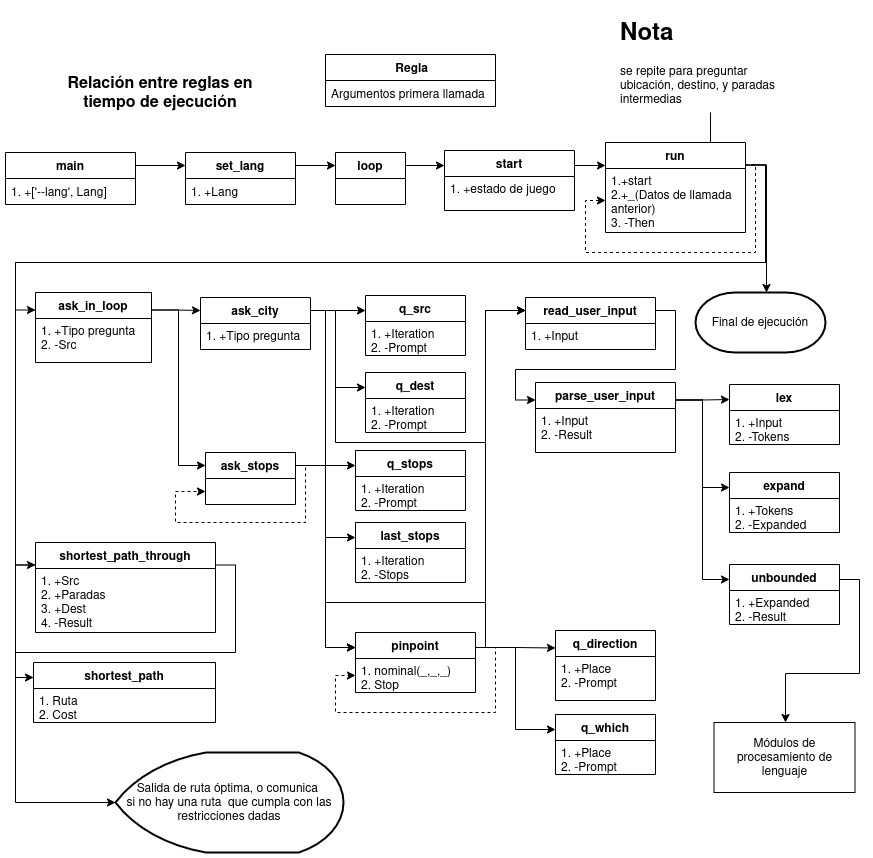 Nota
Relación entre reglas en
tiempo de ejecución
Regla
Argumentos primera llamada
se repite para preguntar
ubicación, destino, y paradas
intermedias
main
1. +['--lang', Lang]
set_lang
1. +Lang
loop
start
1. +estado de juego
run
1.+start
2.+_(Datos de llamada
anterior)
3. -Then
ask_in_loop
1. +Tipo pregunta
2. -Src
ask_city
1. +Tipo pregunta
q_src
1. +Iteration
2. -Prompt
read_user_input
1. +Input
Final de ejecución
q_dest
1. +Iteration
2. -Prompt
parse_user_input
1. +Input
2. -Result
lex
1. +Input
2. -Tokens
ask_stops
q_stops
1. +Iteration
2. -Prompt
expand
1. +Tokens
2. -Expanded
last_stops
1. +Iteration
2. -Stops
shortest_path_through
1. +Src
2. +Paradas
3. +Dest
4. -Result
unbounded
1. +Expanded
2. -Result
pinpoint
1. nominal(_,_,_)
2. Stop
q_direction
1. +Place
2. -Prompt
shortest_path
1. Ruta
2. Cost
q_which
1. +Place
2. -Prompt
Módulos de
procesamiento de
lenguaje
Salida de ruta óptima, o comunica
si no hay una ruta  que cumpla con las
restricciones dadas